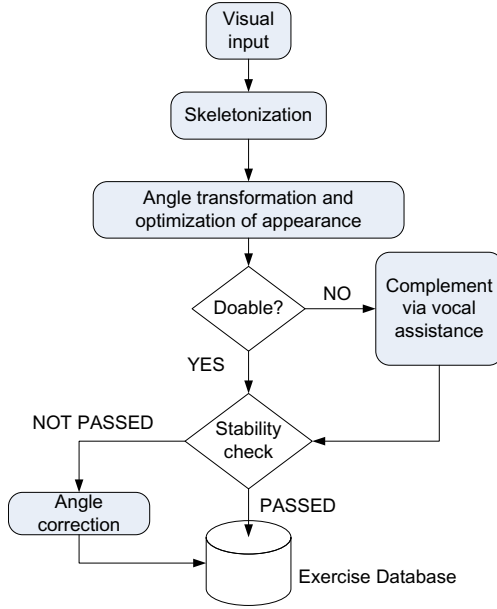 Visual
input
Skeletonization
Angle transformation and
optimization of appearance
Doable?
NO
Complement
via vocal
assistance
YES
NOT PASSED
Stability
check
Angle
correction
PASSED
Exercise Database